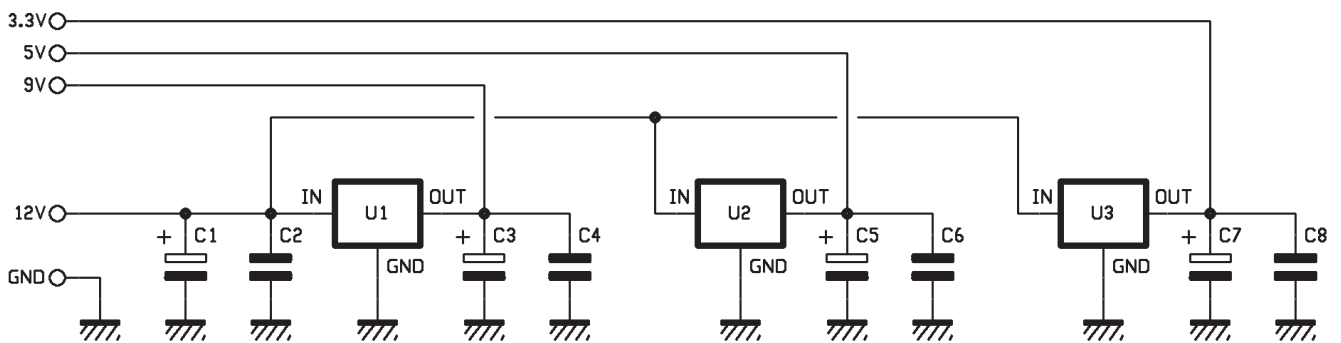 3.3V
5V
9V
IN OUT IN OUT IN OUT
12V U1 U2 U3
+ C1 C2 + C3 C4 + C5 C6 + C7 C8
GND GND GND GND